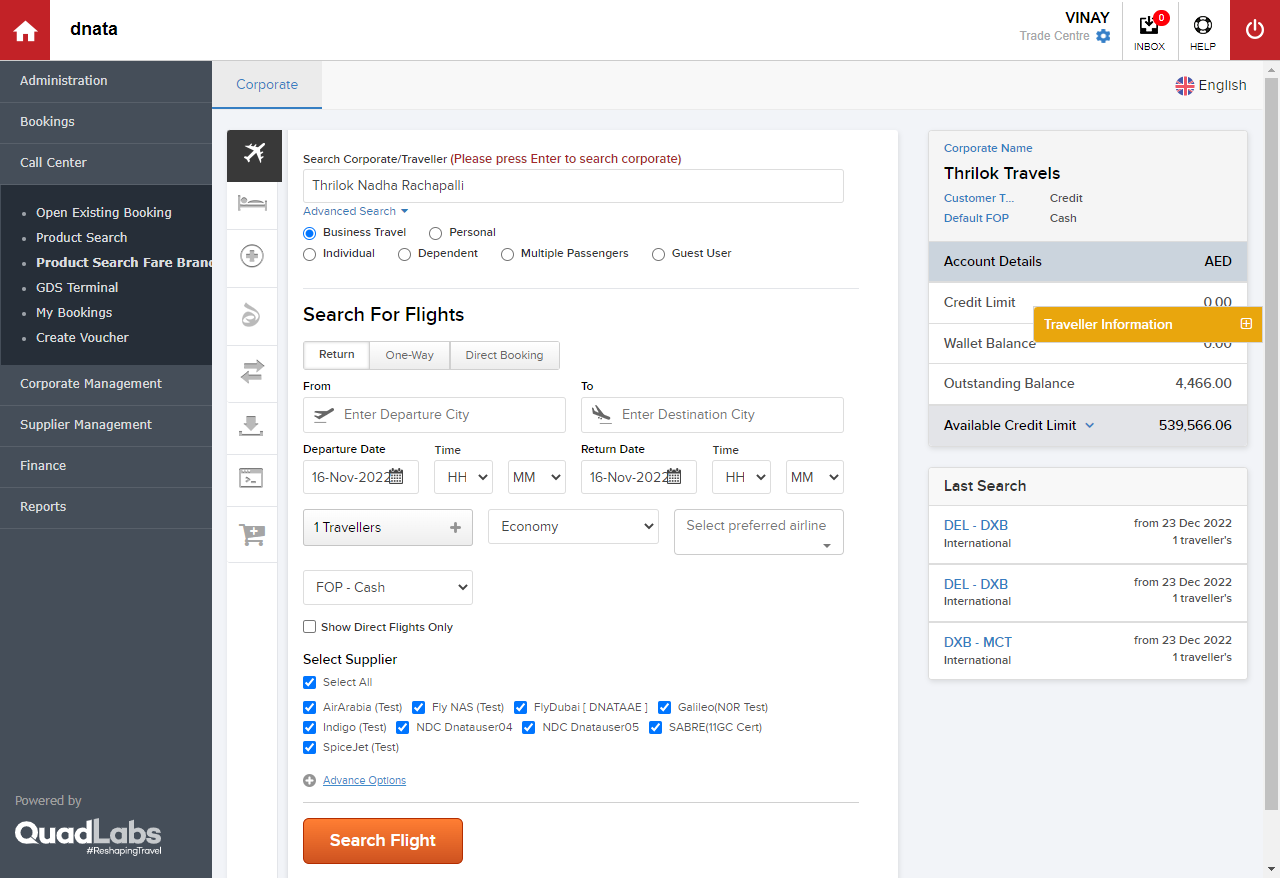 dnata
VINAY
Trade Centre
0
INBOX
HELP
Administration
Bookings
Call Center
Open Existing Booking
Product Search
Product Search Fare Bran
GDS Terminal
My Bookings
Create Voucher
Corporate Management
Supplier Management
Finance
Reports
Powered by
QuadLabs
#ReshapingTravel
Corporate
English
Search Corporate/Traveller (Please press Enter to search corporate)
Thrilok Nadha Rachapalli
Advanced Search
Business Travel Personal
Individual Dependent Multiple Passengers Guest User
Search For Flights
Return One-Way Direct Booking
From To
Enter Departure City Enter Destination City
Departure Date Time Return Date Time
16-Nov-2022 HH MM 16-Nov-2022 HH MM
1 Travellers + Economy Select preferred airline
FOP - Cash
Show Direct Flights Only
Select Supplier
Select All
AirArabia (Test) Fly NAS (Test) FlyDubai [ DNATAAE ] Galileo(N0R Test)
Indigo (Test) NDC Dnatauser04 NDC Dnatauser05 SABRE(11GC Cert)
SpiceJet (Test)
Advance Options
Search Flight
Corporate Name
Thrilok Travels
Customer T... Credit
Default FOP Cash
Account Details AED
Credit Limit 0.00
Traveller Information
Wallet Balance 0.00
Outstanding Balance 4,466.00
Available Credit Limit 539,566.06
Last Search
DEL - DXB from 23 Dec 2022
International 1 traveller's
DEL - DXB from 23 Dec 2022
International 1 traveller's
DXB - MCT from 23 Dec 2022
International 1 traveller's